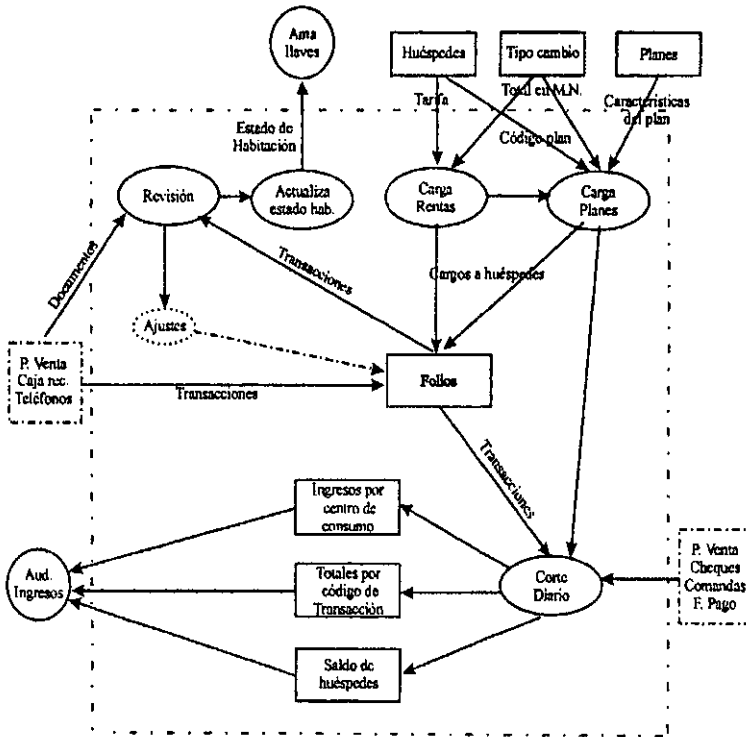 Ama
llaves
Huéspedes
Tipo cambio
Planes
Tarifa
Total en M.N.
Características
del plan
Código plan
Estado de
Habitación
Revisión
Actualiza
estado hab.
Carga
Rentas
Carga
Planes
Documentos
Transacciones
Cargos a huéspedes
Ajustes
P. Venta
Caja rec.
Teléfonos
Transacciones
Folios
Transacciones
Ingresos por
centro de
consumo
Aud.
Ingresos
Totales por
código de
Transacción
Corte
Diario
P. Venta
Cheques
Comandas
F. Pago
Saldo de
huéspedes